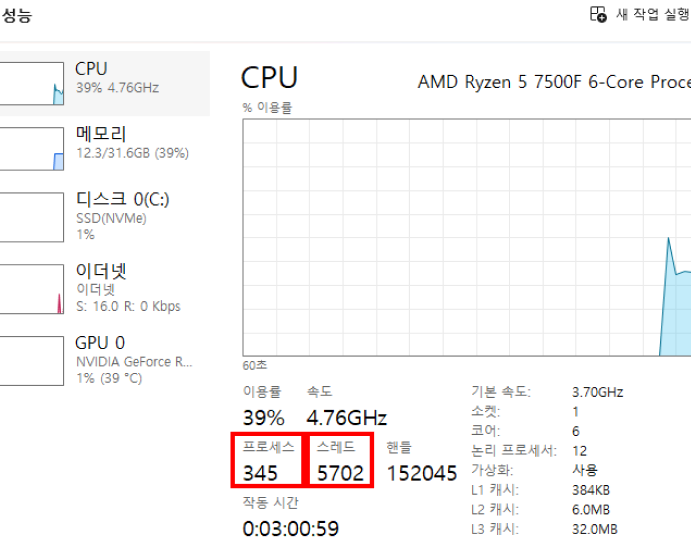 성능
새 작업 실행
CPU
39% 4.76GHz
메모리
12.3/31.6GB (39%)
디스크 0(C:)
SSD(NVMe)
1%
이더넷
이더넷
S: 16.0 R: 0 Kbps
GPU 0
NVIDIA GeForce R...
1% (39 °C)
CPU
AMD Ryzen 5 7500F 6-Core Proce
% 이용률
60초
이용률 속도
39% 4.76GHz
프로세스 스레드 핸들
345 5702 152045
작동 시간
0:03:00:59
기본 속도: 3.70GHz
소켓: 1
코어: 6
논리 프로세서: 12
가상화: 사용
L1 캐시: 384KB
L2 캐시: 6.0MB
L3 캐시: 32.0MB